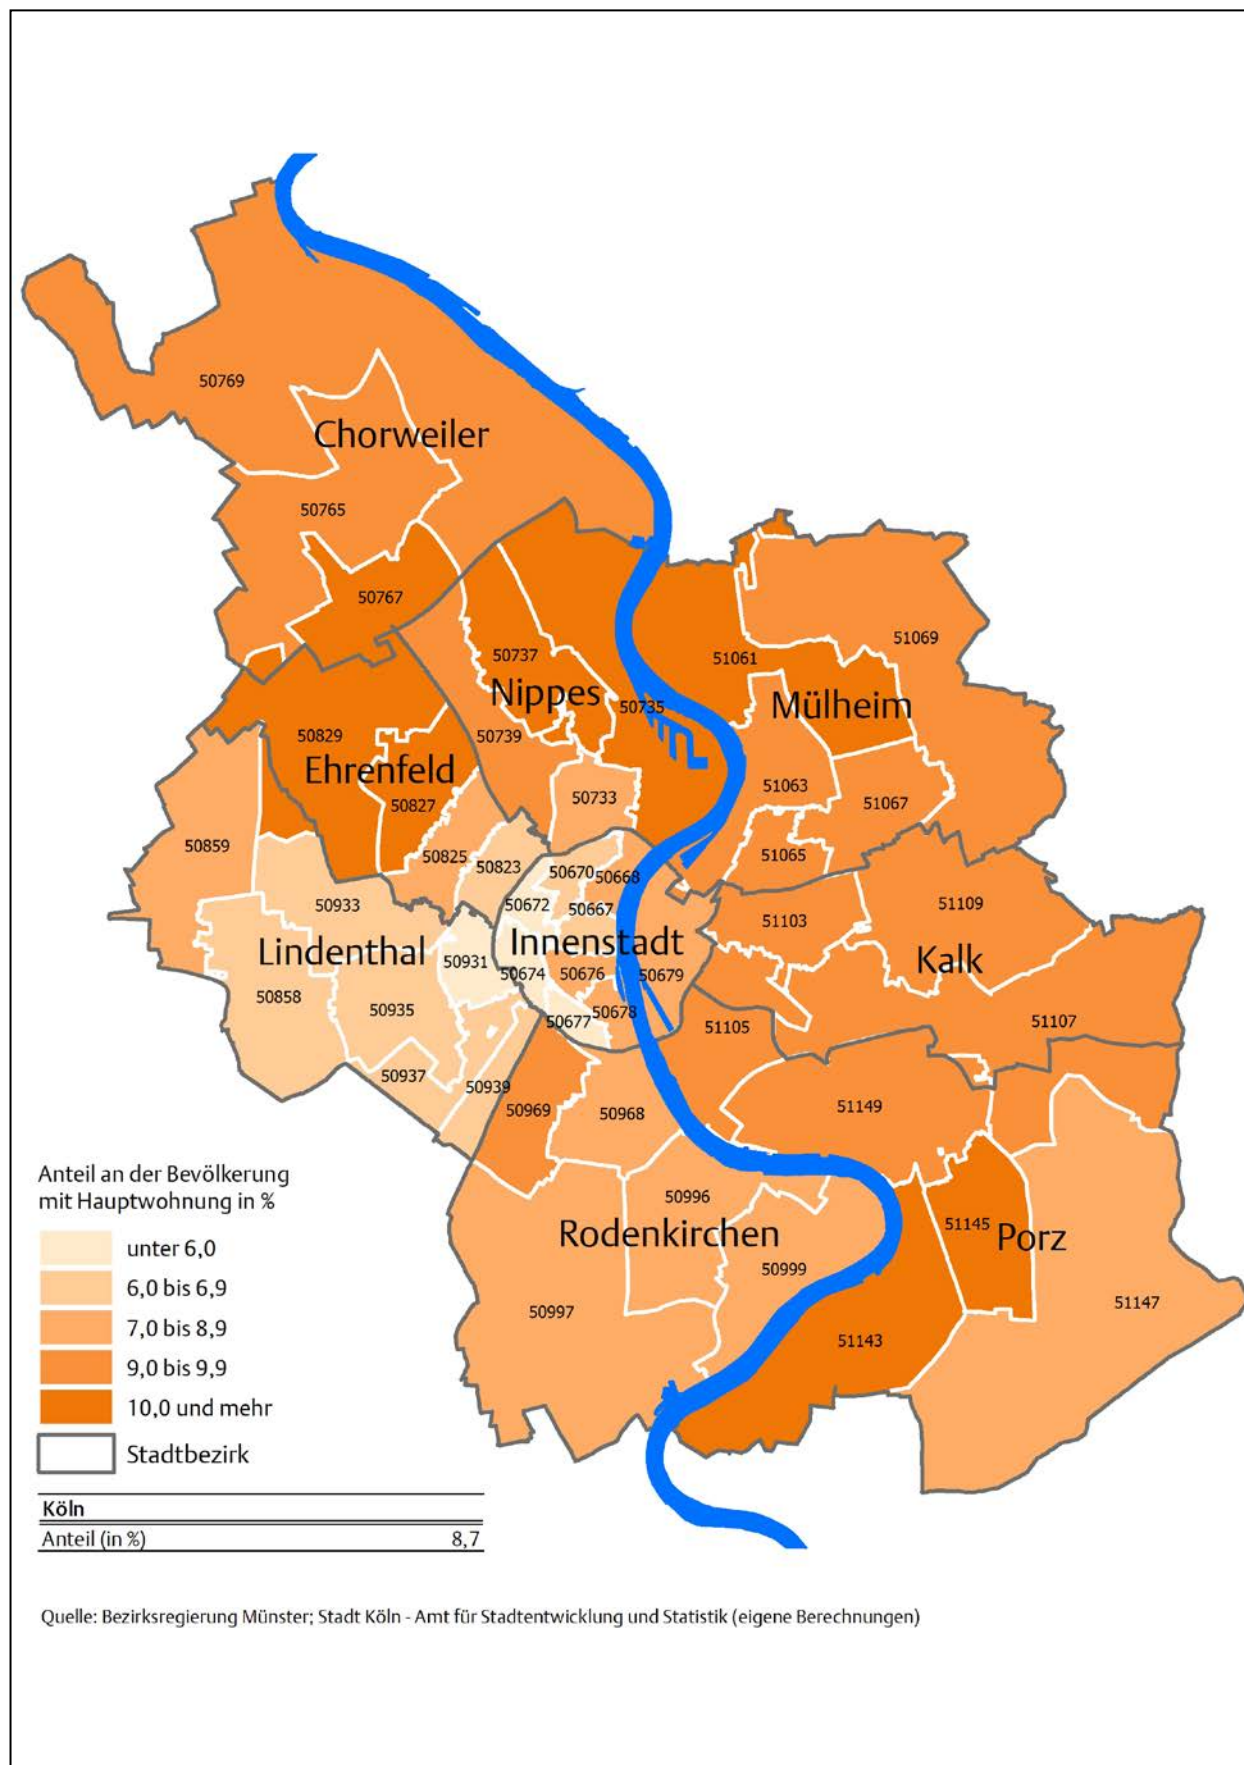 50769
Chorweiler
50765
50767
51069
50737
51061
Nippes
Mülheim
50735
50829
50739
Ehrenfeld
51063
50733
50827
51067
50859
50825
50823
50670
50668
51065
50933
50672
50667
51103
51109
Lindenthal
Innenstadt
Kalk
50931
50674
50676
50679
50858
50935
50678
50677
51105
51107
50937
50939
50969
50968
51149
50996
51145
Rodenkirchen
Porz
50999
50997
51147
51143
Anteil an der Bevölkerung
mit Hauptwohnung in %
unter 6,0
6,0 bis 6,9
7,0 bis 8,9
9,0 bis 9,9
10,0 und mehr
Stadtbezirk
Köln
Anteil (in %) 8,7
Quelle: Bezirksregierung Münster; Stadt Köln - Amt für Stadtentwicklung und Statistik (eigene Berechnungen)